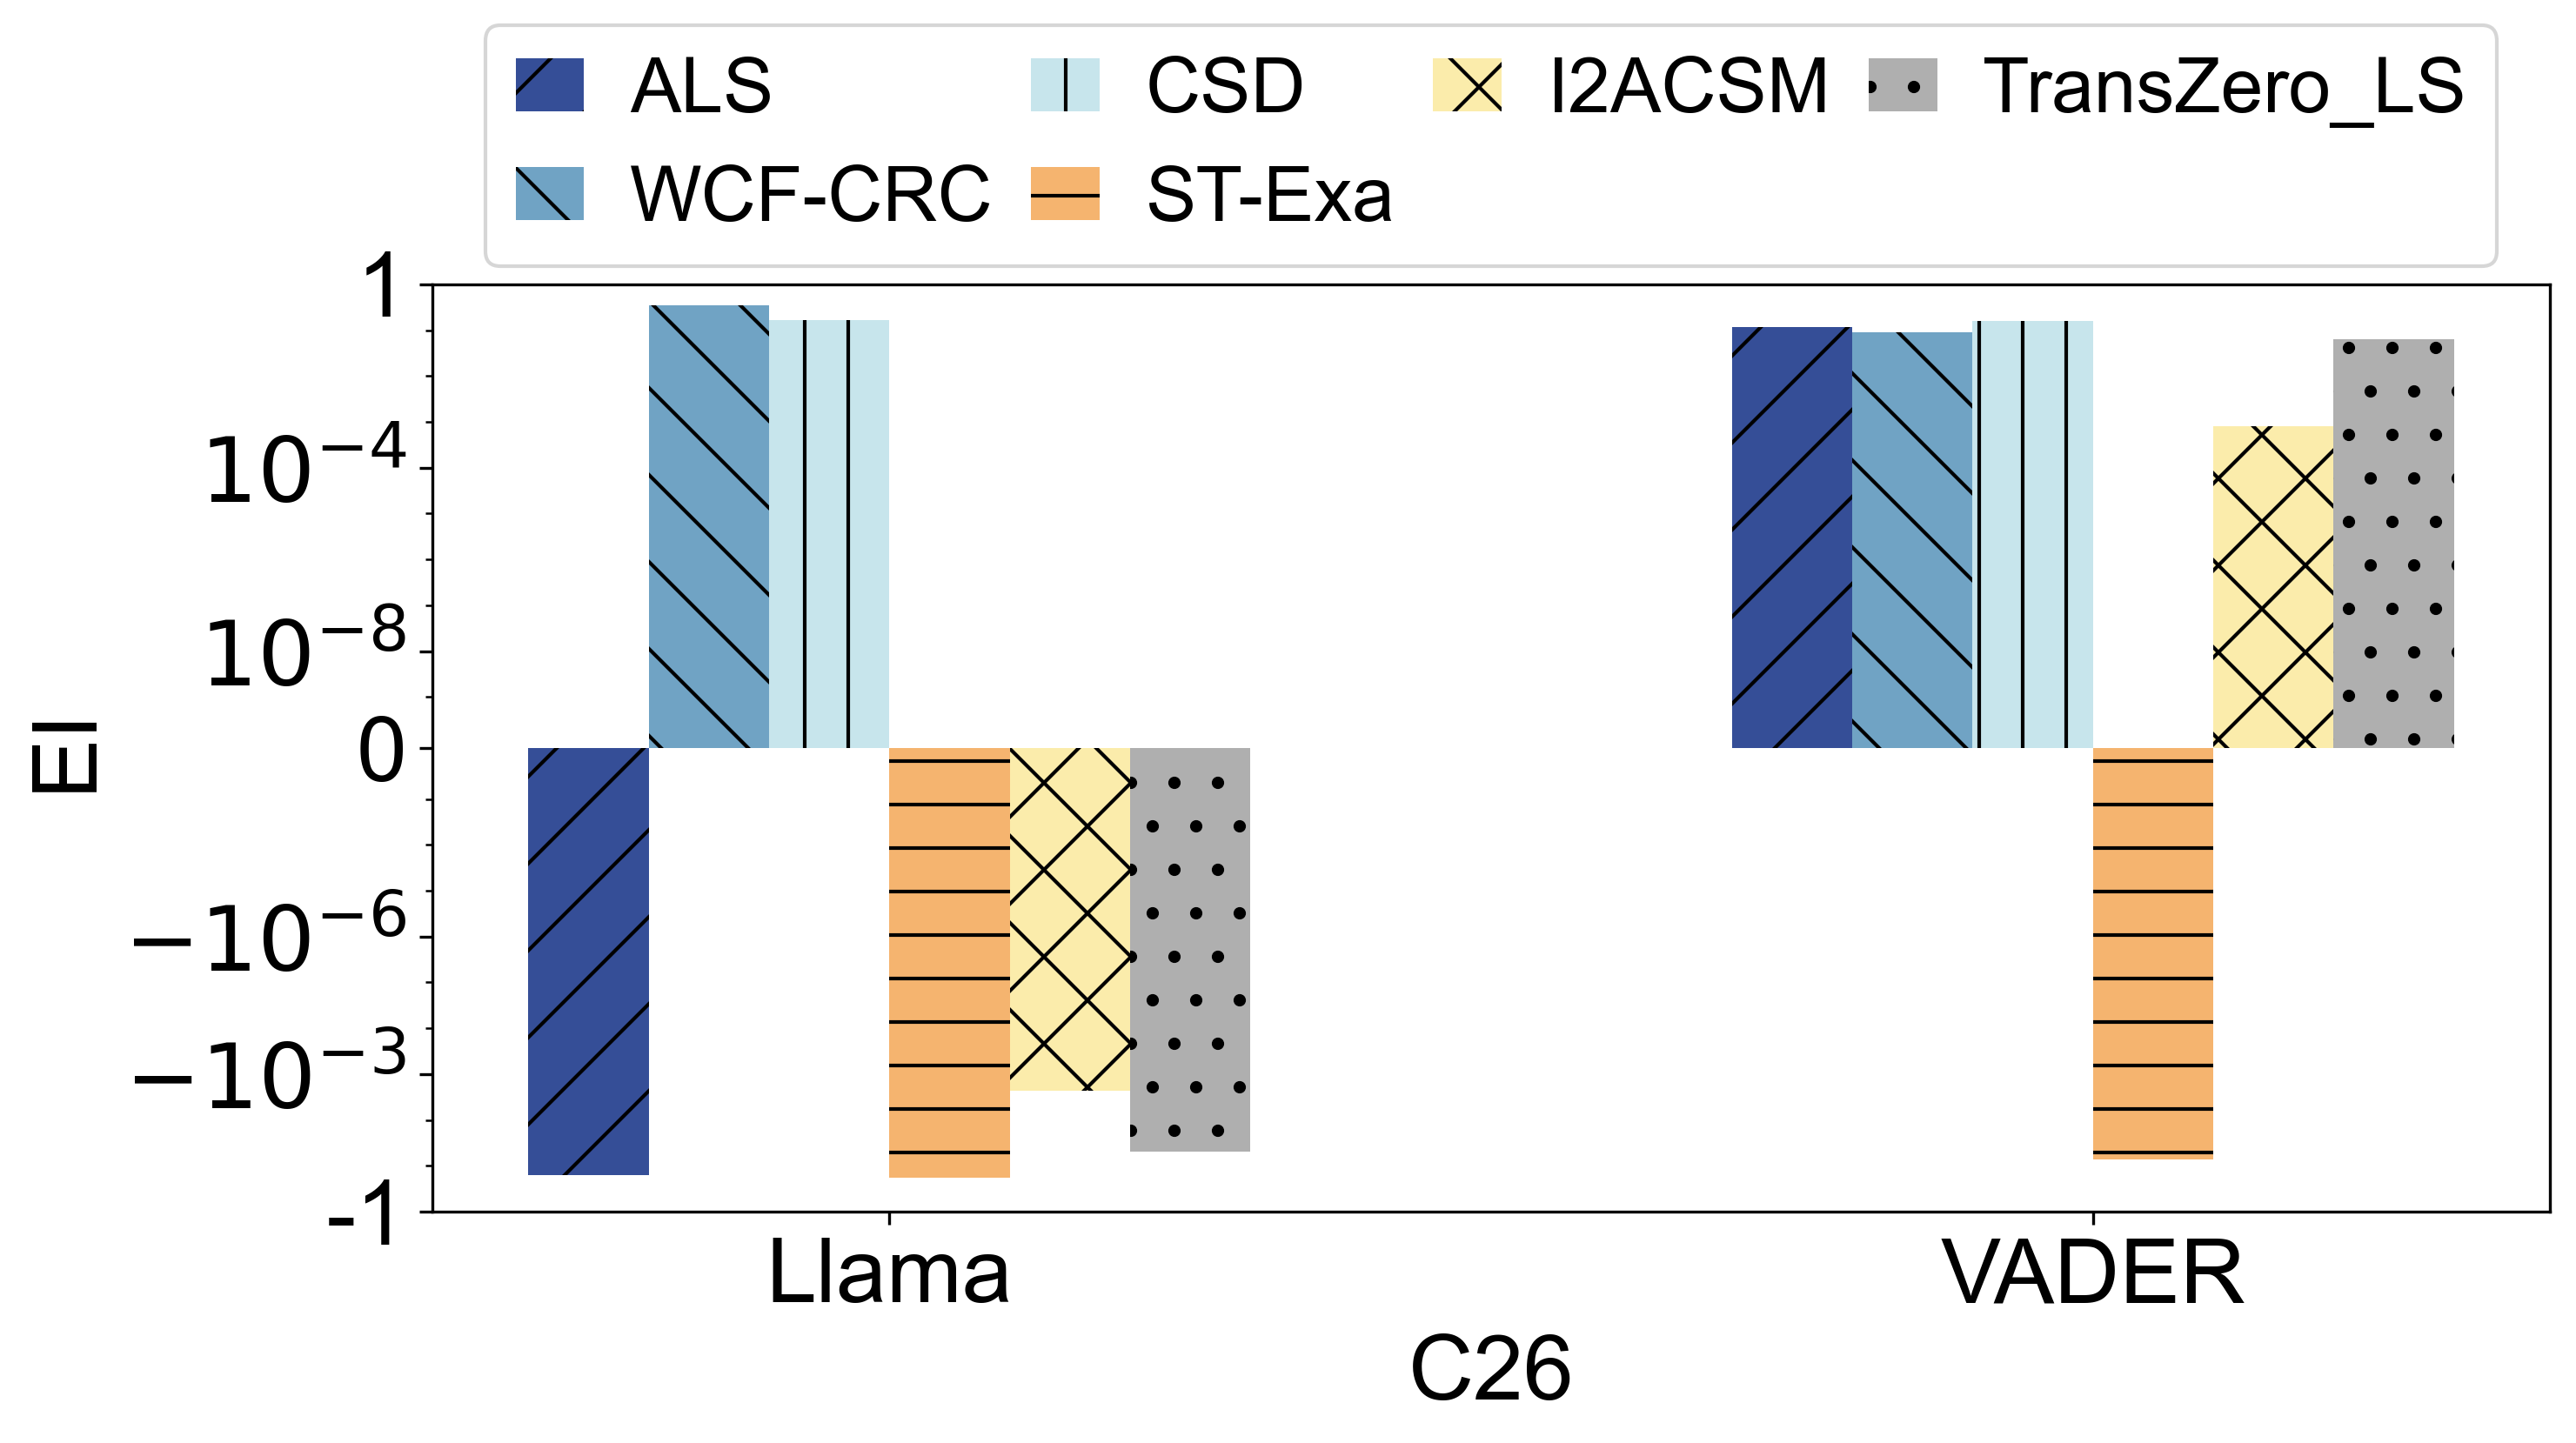 ALS CSD I2ACSM TransZero_LS
WCF-CRC ST-Exa
1
10⁻⁴
10⁻⁸
0
−10⁻⁶
−10⁻³
-1
EI
Llama VADER
C26